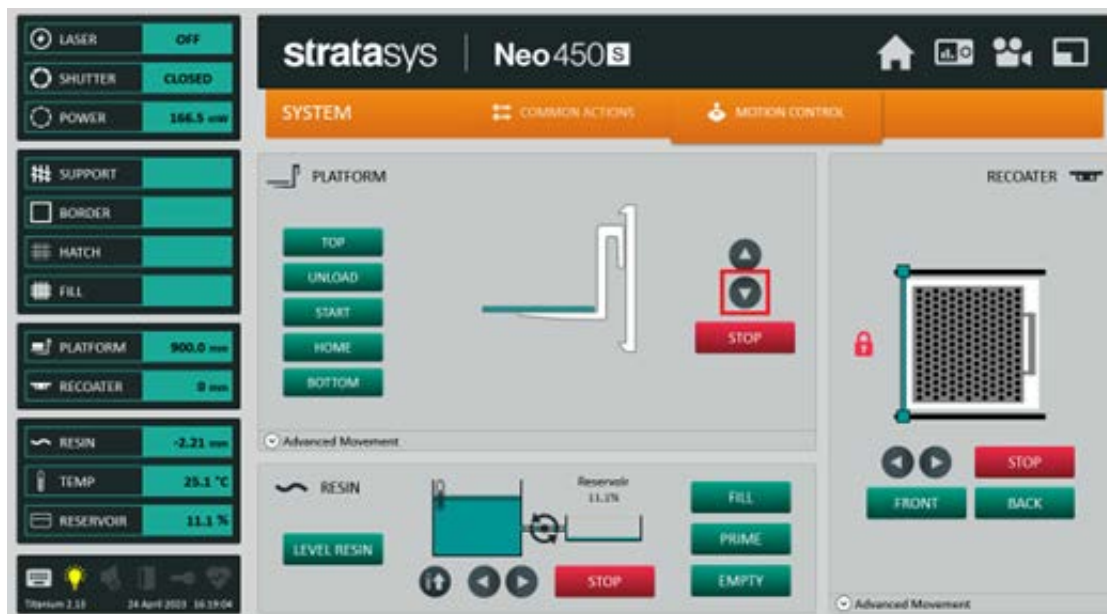 LASER OFF
SHUTTER CLOSED
POWER 166.5 mW
SUPPORT
BORDER
HATCH
FILL
PLATFORM 900.0 mm
RECOATER 0 mm
RESIN -2.21 mm
TEMP 25.1 °C
RESERVOIR 11.1 %
Titanium 2.13 24 April 2023 16:19:04
stratasys Neo450S
SYSTEM COMMON ACTIONS MOTION CONTROL
PLATFORM
TOP
UNLOAD
START
HOME
BOTTOM
STOP
Advanced Movement
RESIN
LEVEL RESIN
Reservoir
11.1%
STOP
FILL
PRIME
EMPTY
RECOATER
STOP
FRONT BACK
Advanced Movement